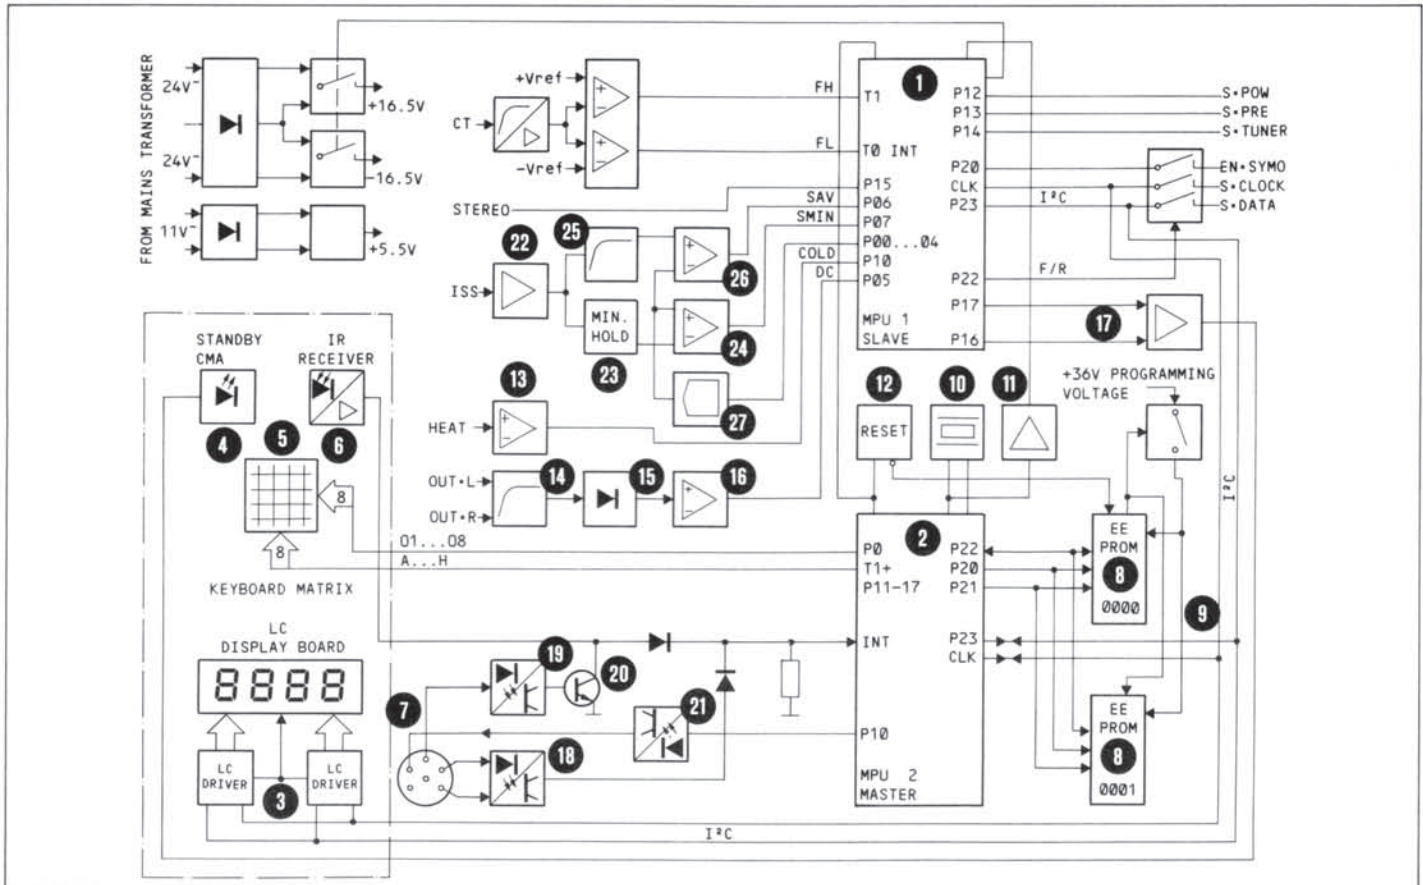 FROM MAINS TRANSFORMER
24V~
24V~
11V~
+16.5V
-16.5V
+5.5V
+Vref
CT
-Vref
+
−
+
−
FH
FL
STEREO
SAV
SMIN
COLD
DC
1
T1
T0 INT
P15
P06
P07
P00...04
P10
P05
MPU 1
SLAVE
P12
P13
P14
P20
CLK
P23
P22
P17
P16
I²C
F/R
S•POW
S•PRE
S•TUNER
EN•SYMO
S•CLOCK
S•DATA
22
25
26
ISS
MIN.
HOLD
23
24
27
+
−
+
−
17
STANDBY
CMA
IR
RECEIVER
4
5
6
8
8
KEYBOARD MATRIX
13
HEAT
+
−
OUT•L
OUT•R
14
15
16
+
−
12
10
11
RESET
+36V PROGRAMMING
VOLTAGE
O1...O8
A...H
2
P0
T1+
P11-17
INT
P10
MPU 2
MASTER
P22
P20
P21
P23
CLK
EE
PROM
8
0000
EE
PROM
8
0001
9
I²C
LC
DISPLAY BOARD
8888
LC
DRIVER
3
LC
DRIVER
7
19
20
21
18
I²C